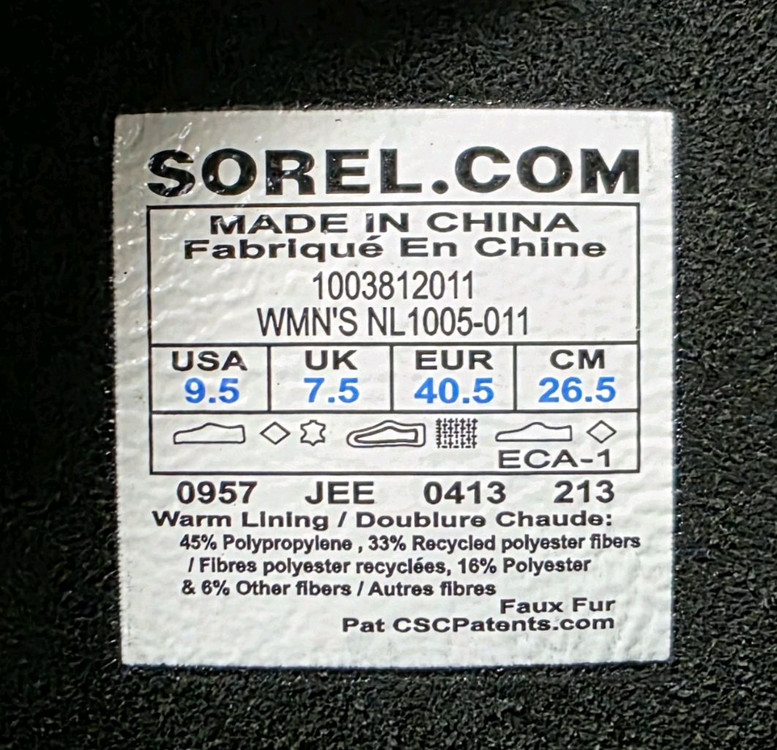 SOREL.COM
MADE IN CHINA
Fabriqué En Chine
1003812011
WMN'S NL1005-011
USA UK EUR CM
9.5 7.5 40.5 26.5
ECA-1
0957 JEE 0413 213
Warm Lining / Doublure Chaude:
45% Polypropylene , 33% Recycled polyester fibers
/ Fibres polyester recyclées, 16% Polyester
& 6% Other fibers / Autres fibres
Faux Fur
Pat CSCPatents.com